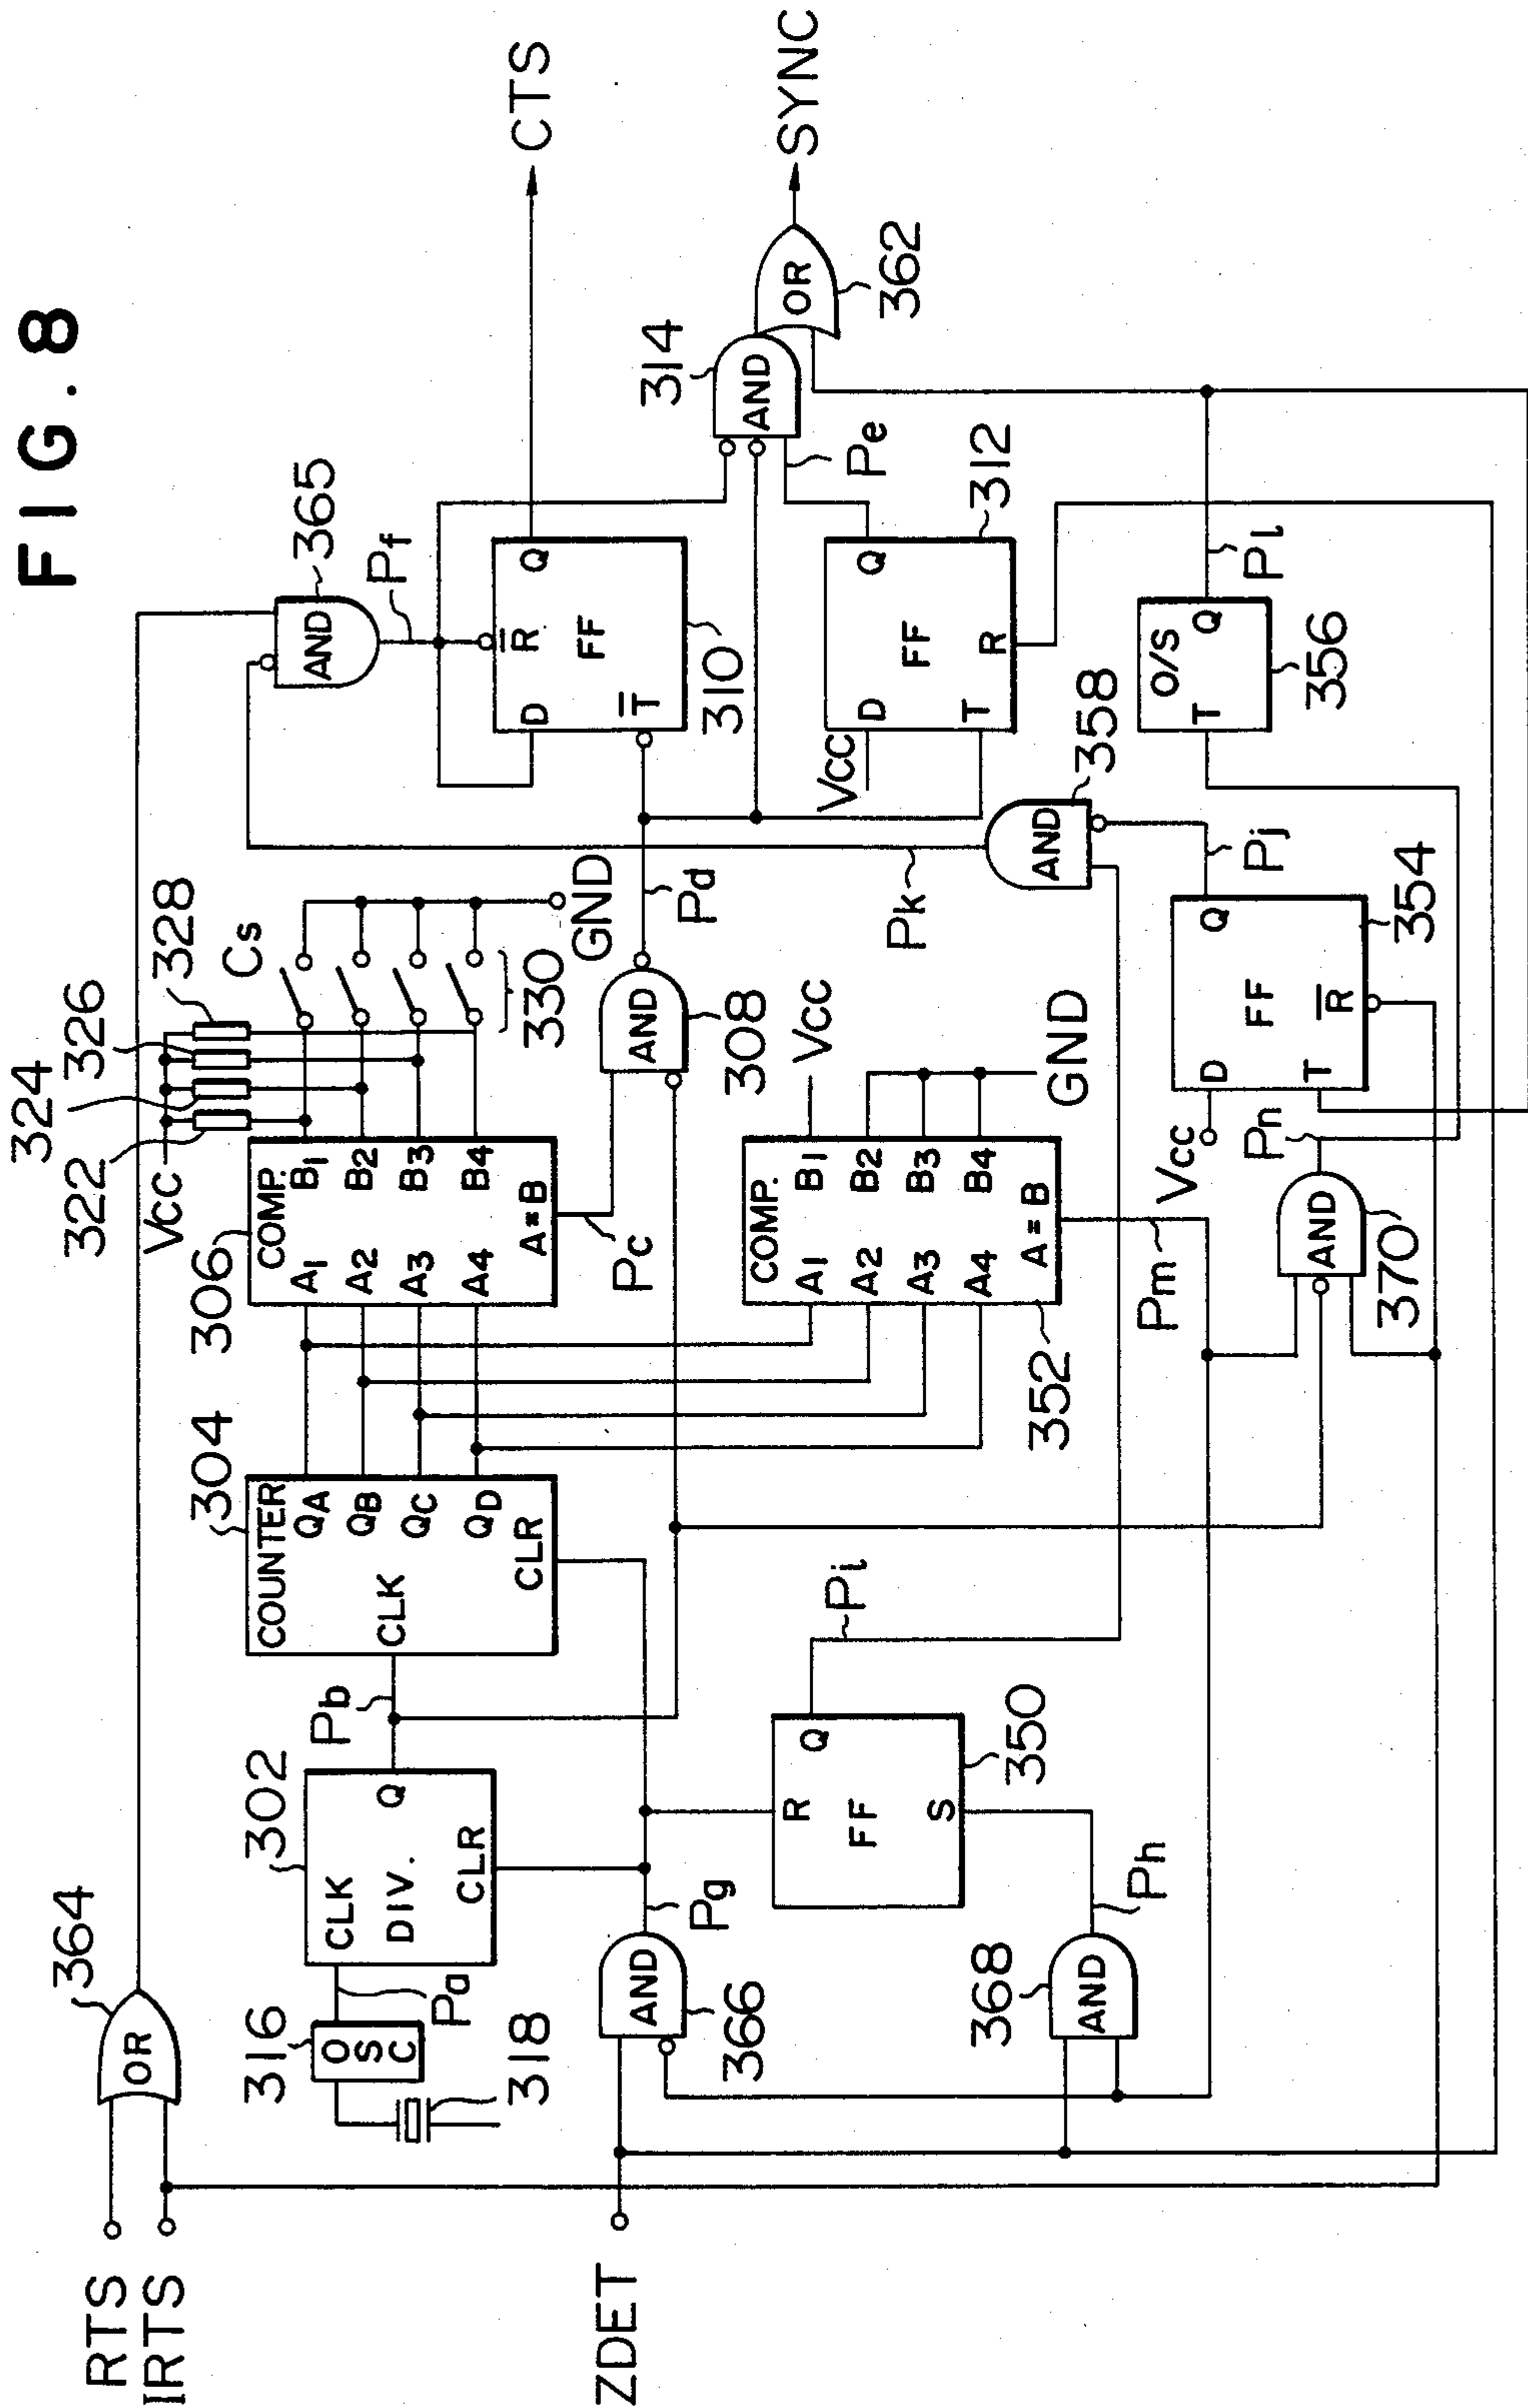 FIG. 8
RTS
IRTS
364
OR
316
OSC
318
Pa
302
CLK
DIV.
Q
CLR
Pb
304
COUNTER
QA
QB
QC
QD
CLK
CLR
306
COMP.
A1
A2
A3
A4
B1
B2
B3
B4
A=B
Pc
Vcc
322
324
326
328
Cs
330
GND
AND
308
Pd
AND
365
Pf
R̅
D
FF
Q
T̅
310
CTS
314
AND
OR
362
SYNC
Pe
Vcc
D
Q
FF
T
R
312
ZDET
AND
366
Pg
R
Q
FF
S
350
Pi
AND
368
Ph
COMP.
A1
A2
A3
A4
B1
B2
B3
B4
A=B
352
Vcc
GND
Pm
AND
358
Pk
Pj
O/S
T
Q
356
Pl
Vcc
D
Q
FF
T
R̅
354
Pn
AND
370